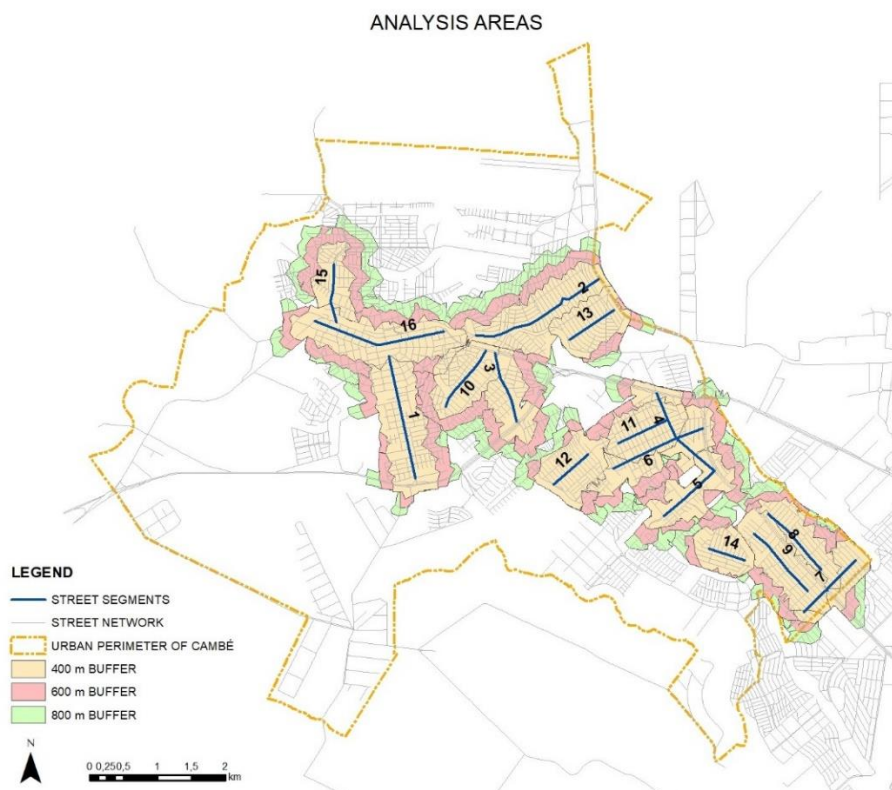 ANALYSIS AREAS
15
16
2
13
3
10
1
11
4
12
6
5
14
8
9
7
LEGEND
STREET SEGMENTS
STREET NETWORK
URBAN PERIMETER OF CAMBÉ
400 m BUFFER
600 m BUFFER
800 m BUFFER
N
0 0,250,5 1 1,5 2
km